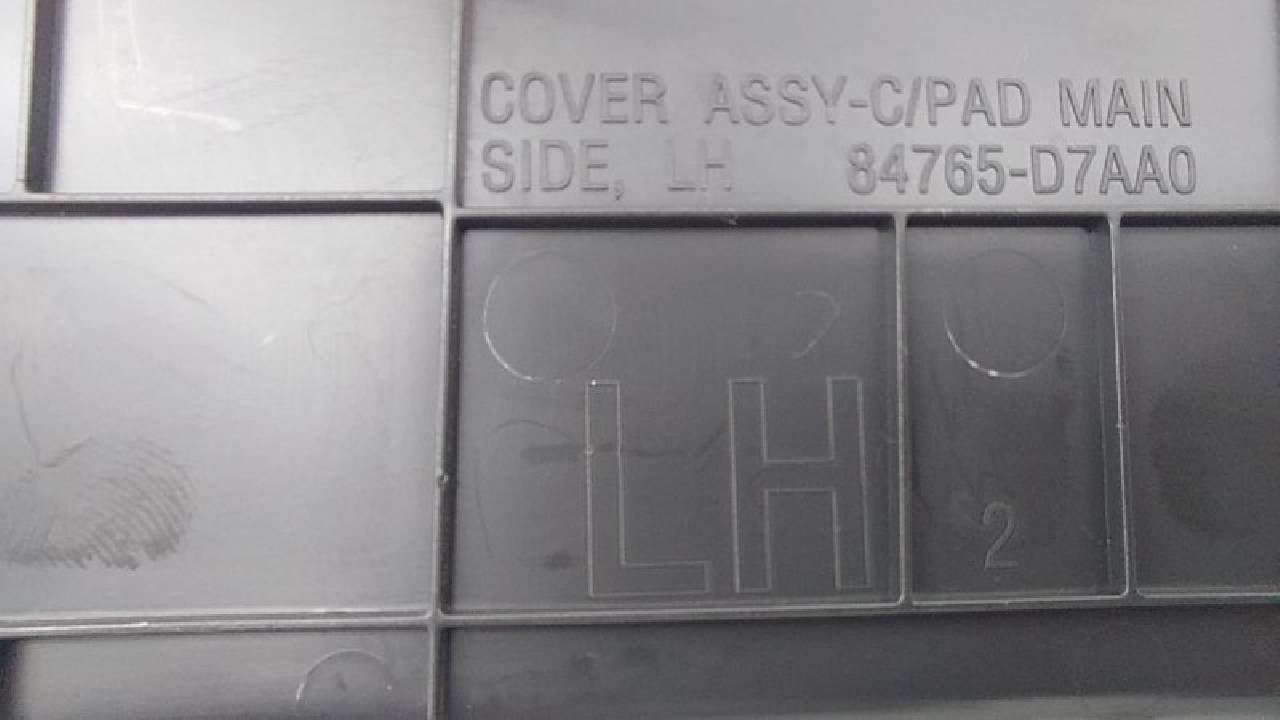 COVER ASSY-C/PAD MAIN
SIDE, LH 84765-D7AA0
LH
2